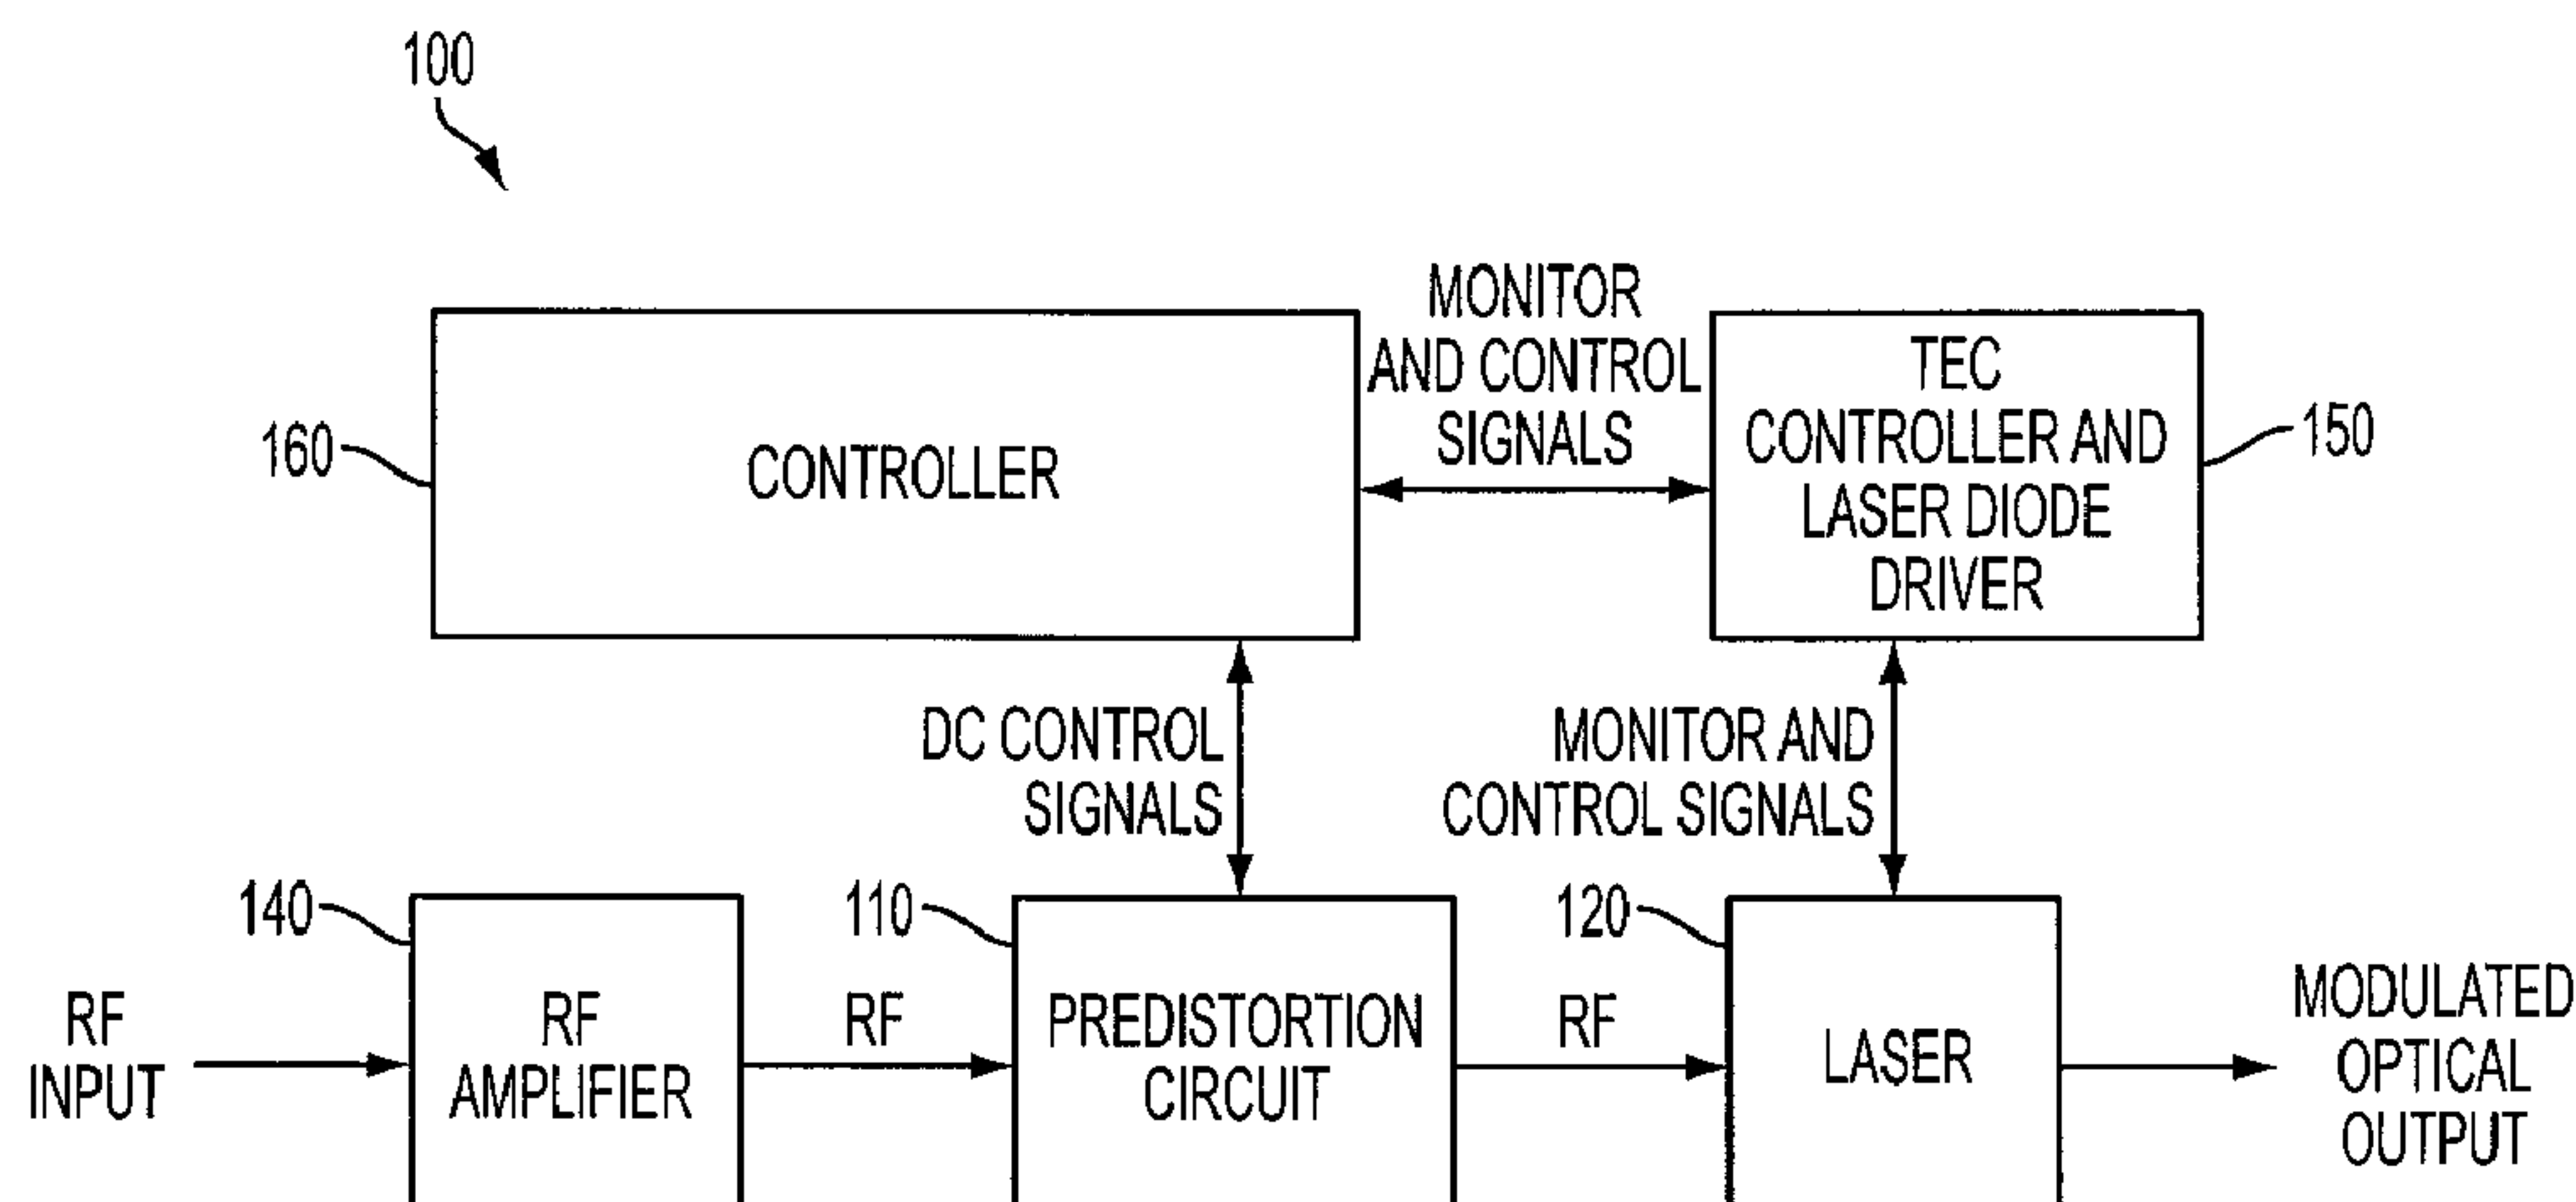 100
MONITOR
AND CONTROL
SIGNALS
TEC
CONTROLLER AND
LASER DIODE
DRIVER
150
160
CONTROLLER
DC CONTROL
SIGNALS
MONITOR AND
CONTROL SIGNALS
140
110
120
RF
INPUT
RF
AMPLIFIER
RF
PREDISTORTION
CIRCUIT
RF
LASER
MODULATED
OPTICAL
OUTPUT